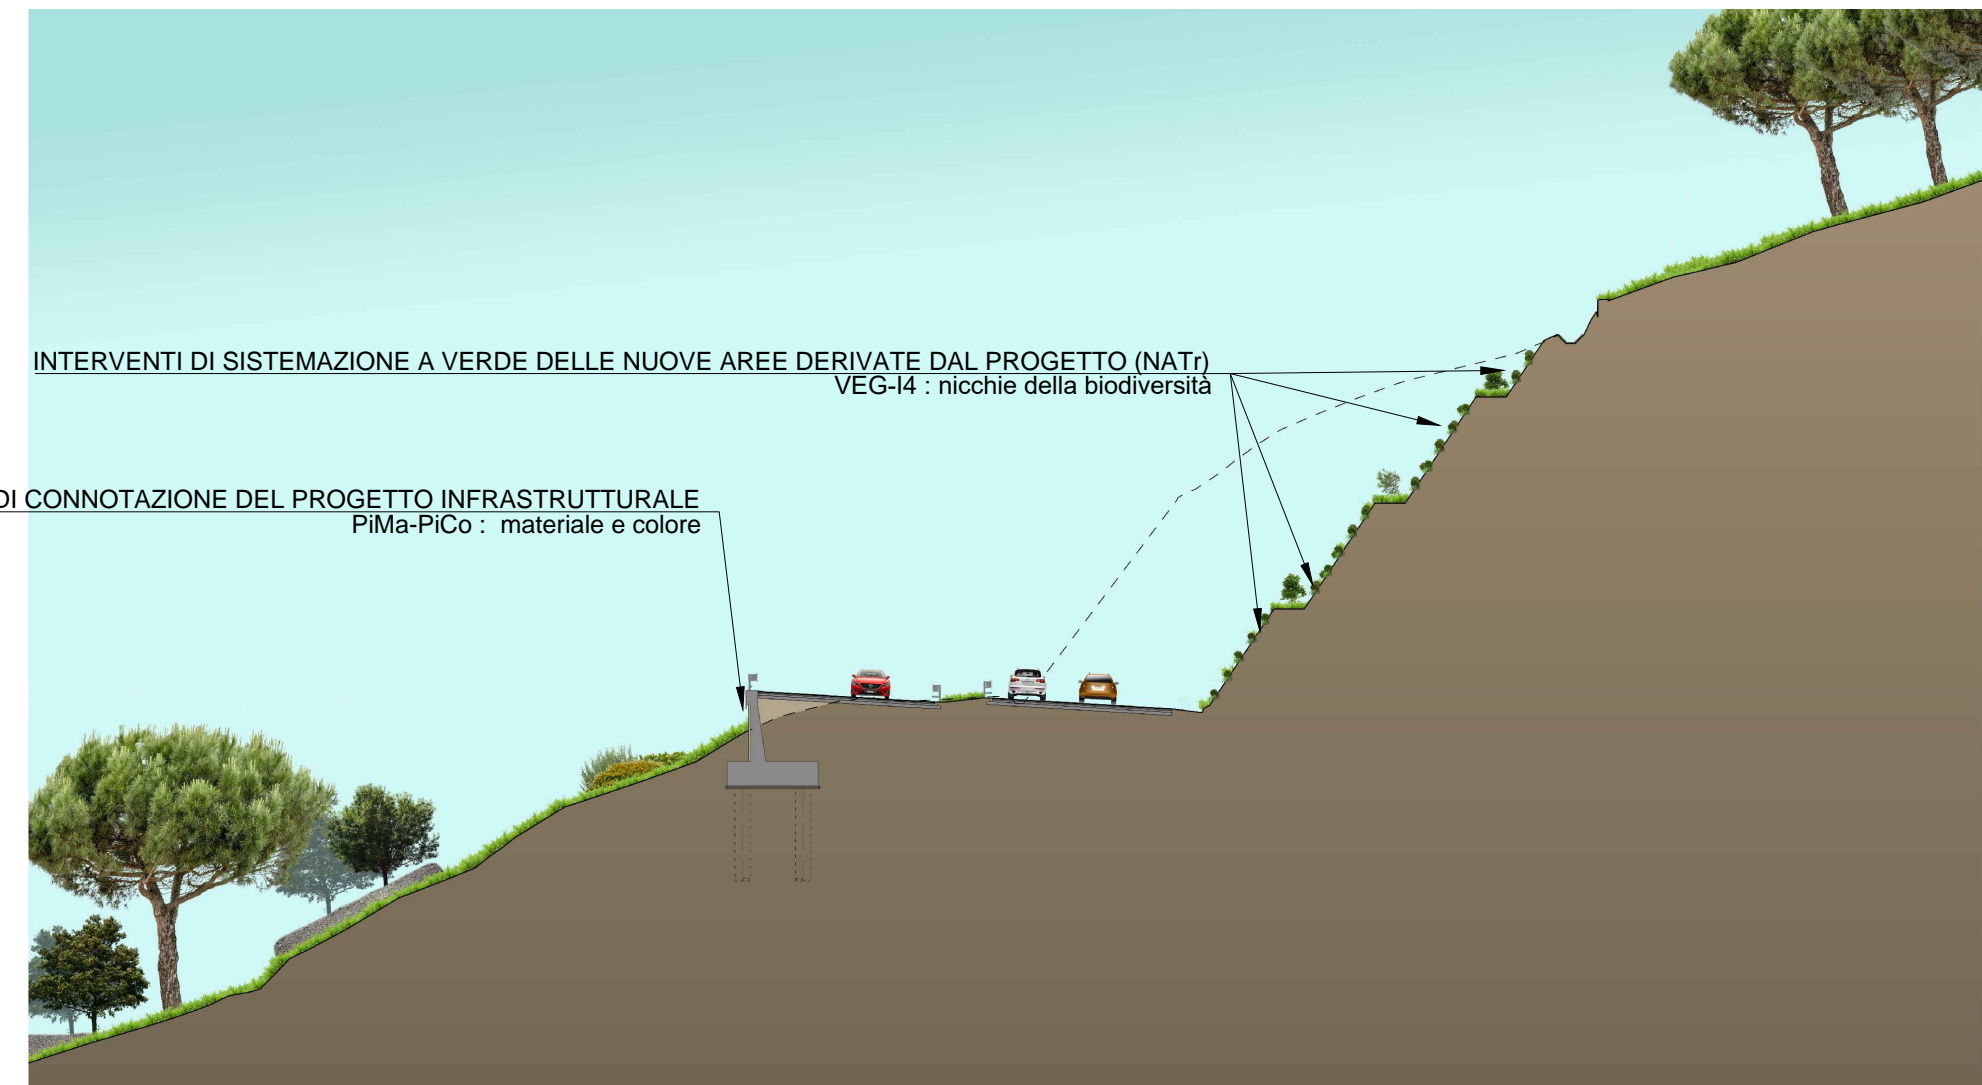 INTERVENTI DI SISTEMAZIONE A VERDE DELLE NUOVE AREE DERIVATE DAL PROGETTO (NATr)
VEG-I4 : nicchie della biodiversità
DI CONNOTAZIONE DEL PROGETTO INFRASTRUTTURALE
PiMa-PiCo : materiale e colore